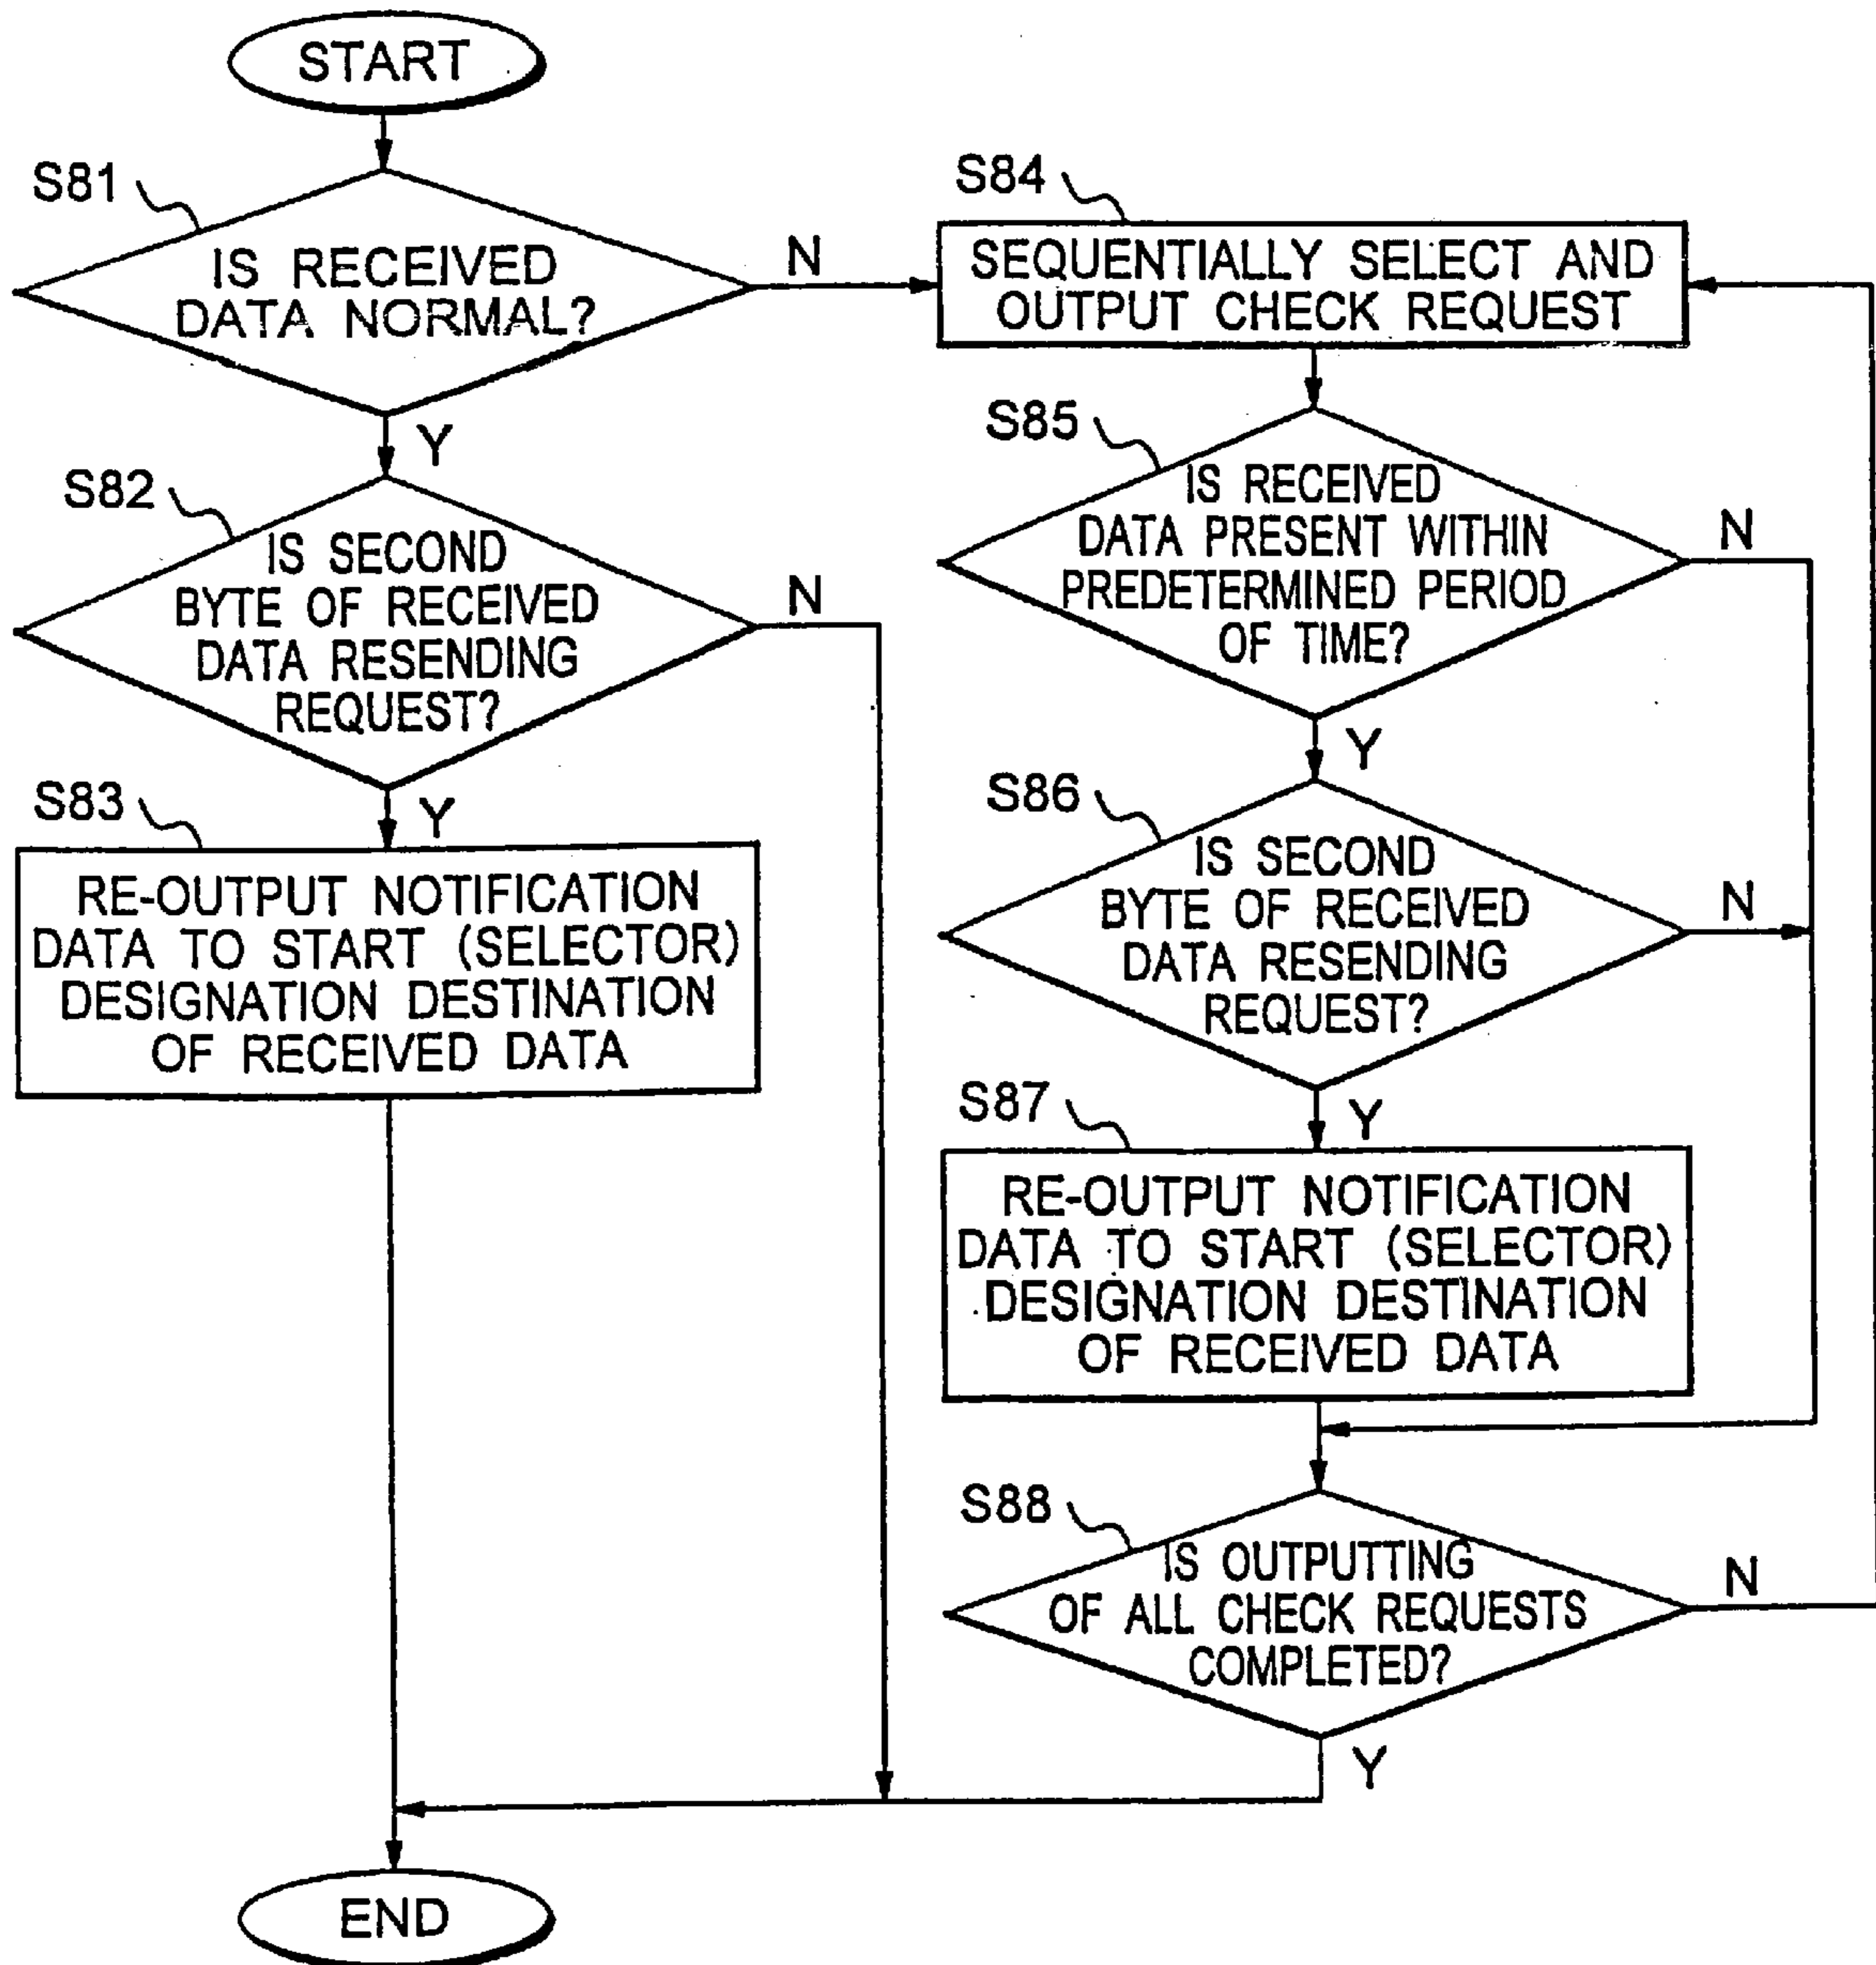 START
S81
IS RECEIVED
DATA NORMAL?
N
Y
S82
IS SECOND
BYTE OF RECEIVED
DATA RESENDING
REQUEST?
N
Y
S83
RE-OUTPUT NOTIFICATION
DATA TO START (SELECTOR)
DESIGNATION DESTINATION
OF RECEIVED DATA
S84
SEQUENTIALLY SELECT AND
OUTPUT CHECK REQUEST
S85
IS RECEIVED
DATA PRESENT WITHIN
PREDETERMINED PERIOD
OF TIME?
N
Y
S86
IS SECOND
BYTE OF RECEIVED
DATA RESENDING
REQUEST?
N
Y
S87
RE-OUTPUT NOTIFICATION
DATA TO START (SELECTOR)
DESIGNATION DESTINATION
OF RECEIVED DATA
S88
IS OUTPUTTING
OF ALL CHECK REQUESTS
COMPLETED?
N
Y
END